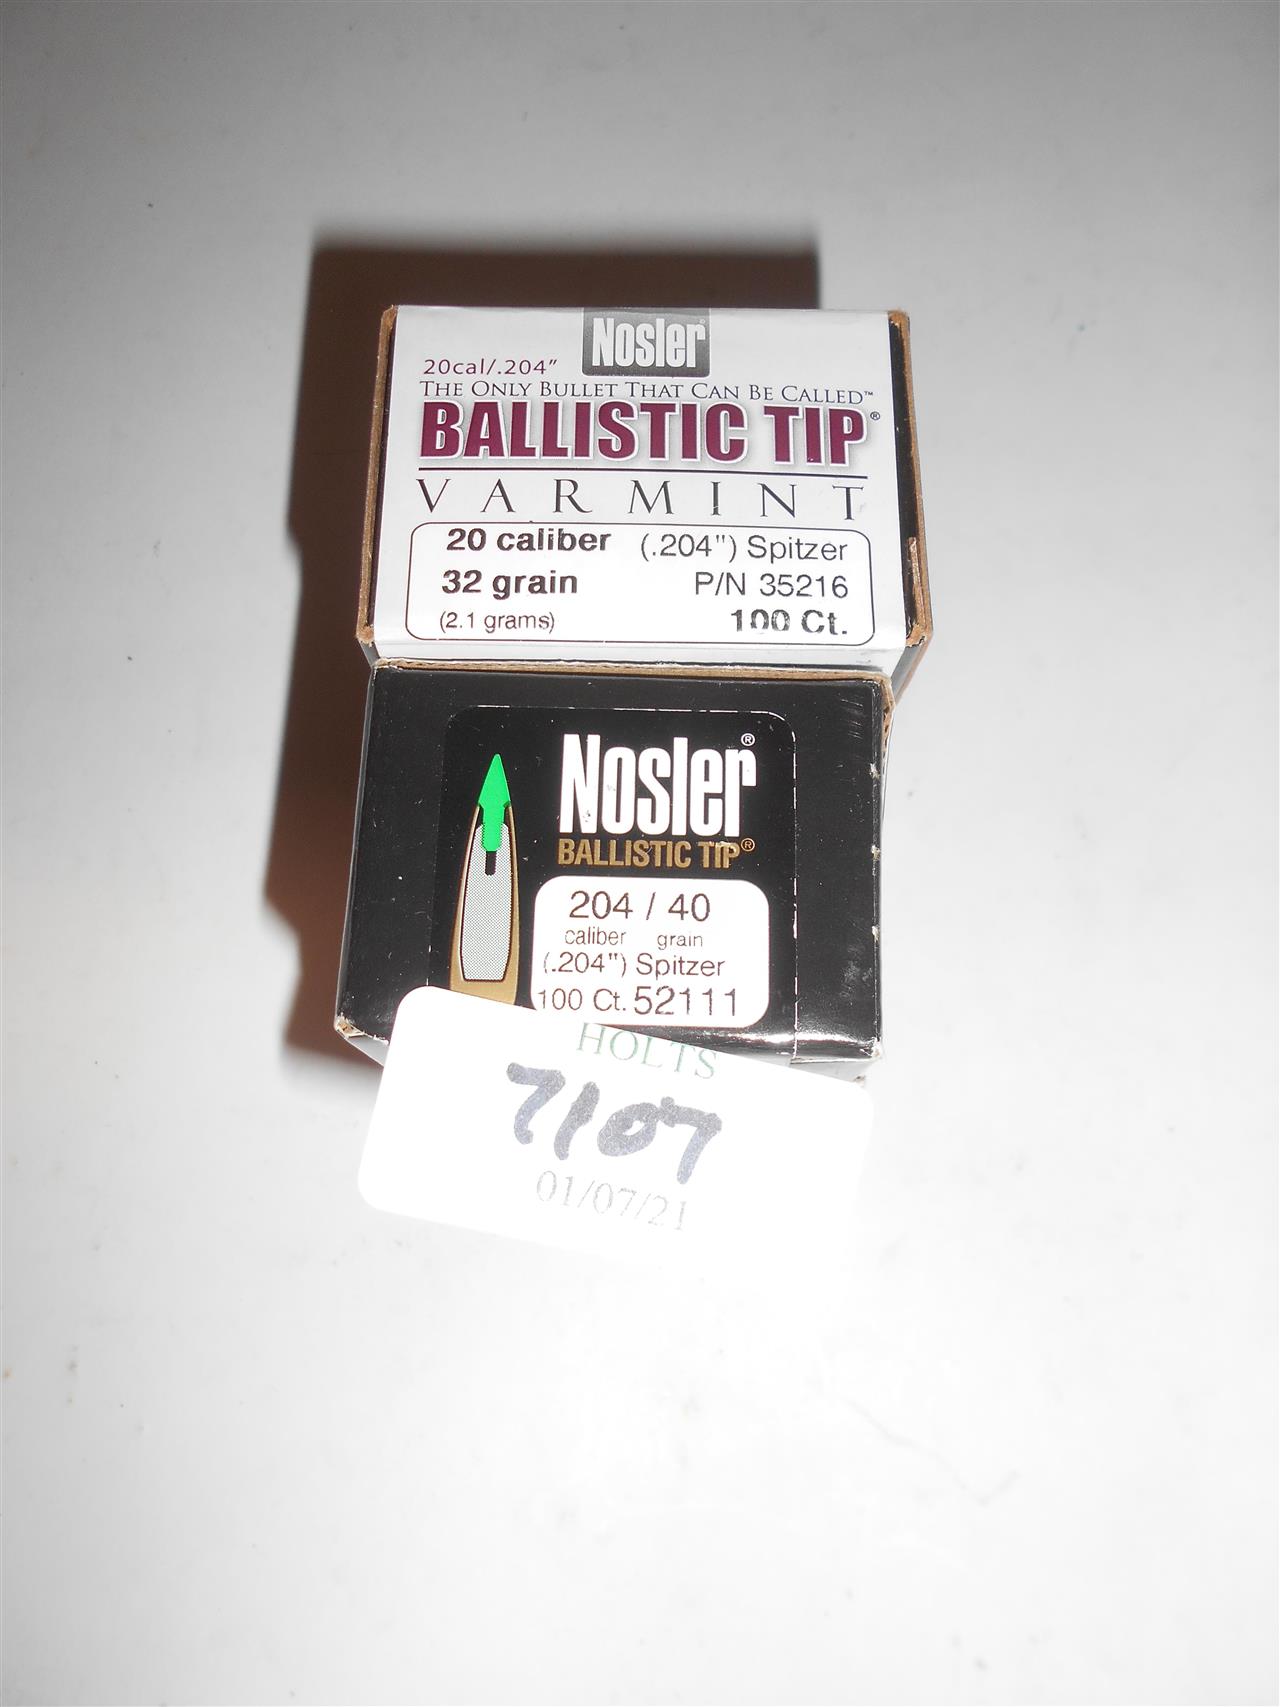 Nosler
20cal/.204"
THE ONLY BULLET THAT CAN BE CALLED™
BALLISTIC TIP®
VARMINT
20 caliber (.204") Spitzer
32 grain P/N 35216
(2.1 grams) 100 Ct.
Nosler®
BALLISTIC TIP®
204 / 40
caliber grain
(.204") Spitzer
100 Ct. 52111
HOLTS
7107
01/07/21